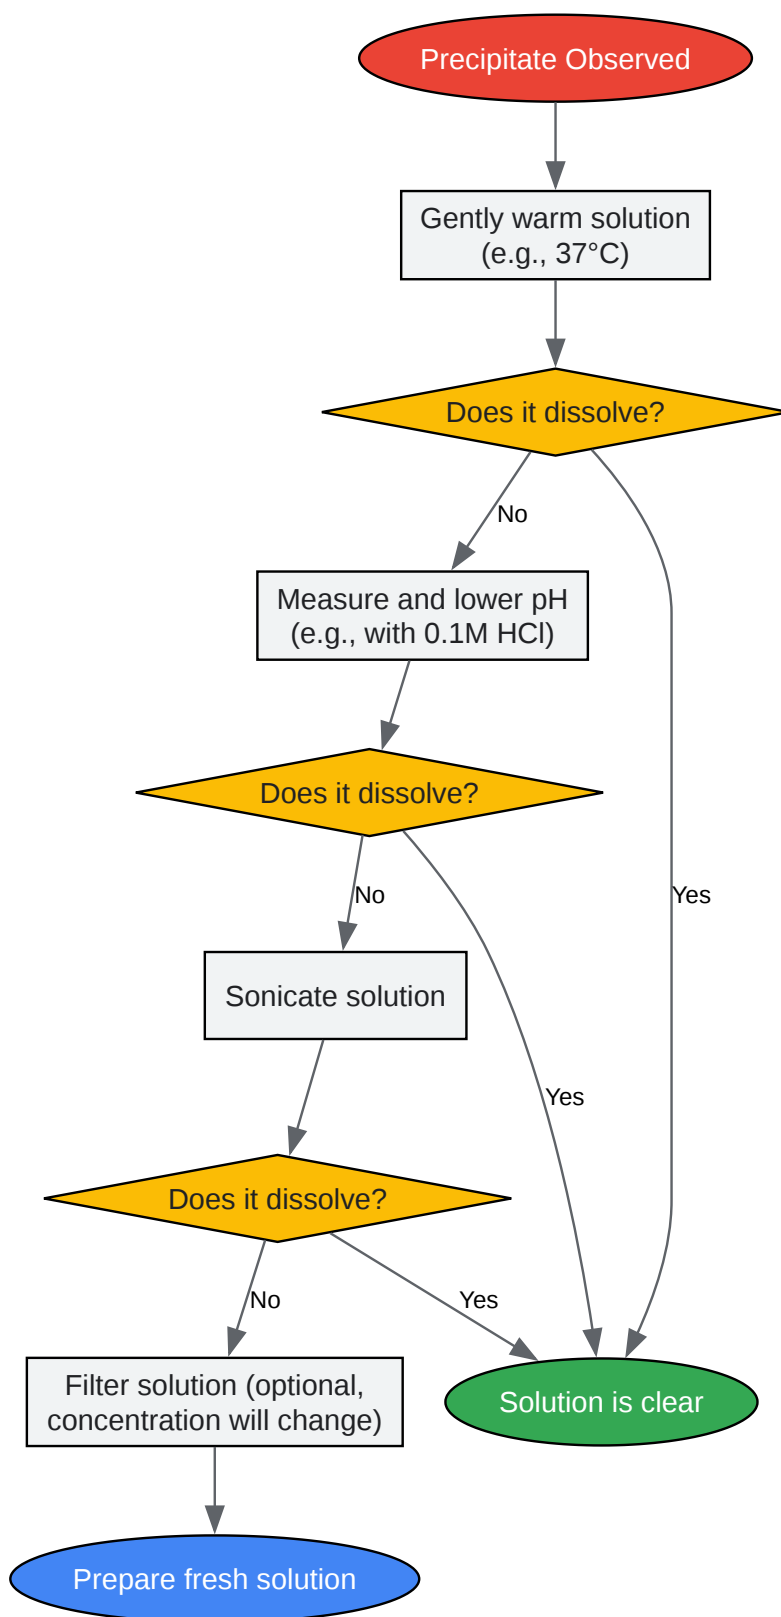 Precipitate Observed
Gently warm solution
(e.g., 37°C)
Does it dissolve?
No
Measure and lower pH
(e.g., with 0.1M HCl)
Does it dissolve?
No
Yes
Sonicate solution
Yes
Does it dissolve?
No
Yes
Filter solution (optional,
concentration will change)
Solution is clear
Prepare fresh solution